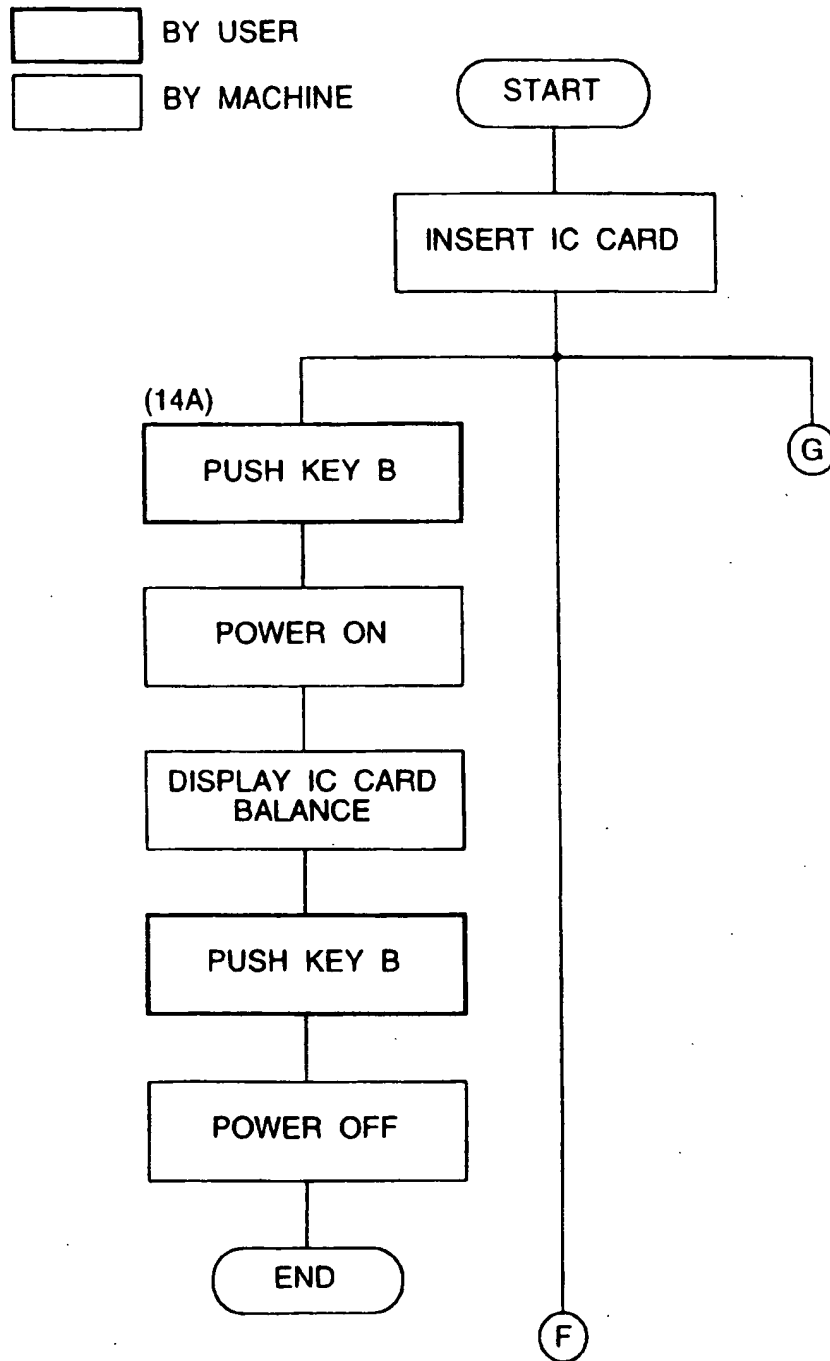 BY USER
BY MACHINE
START
INSERT IC CARD
(14A)
PUSH KEY B
G
POWER ON
DISPLAY IC CARD
BALANCE
PUSH KEY B
POWER OFF
END
F